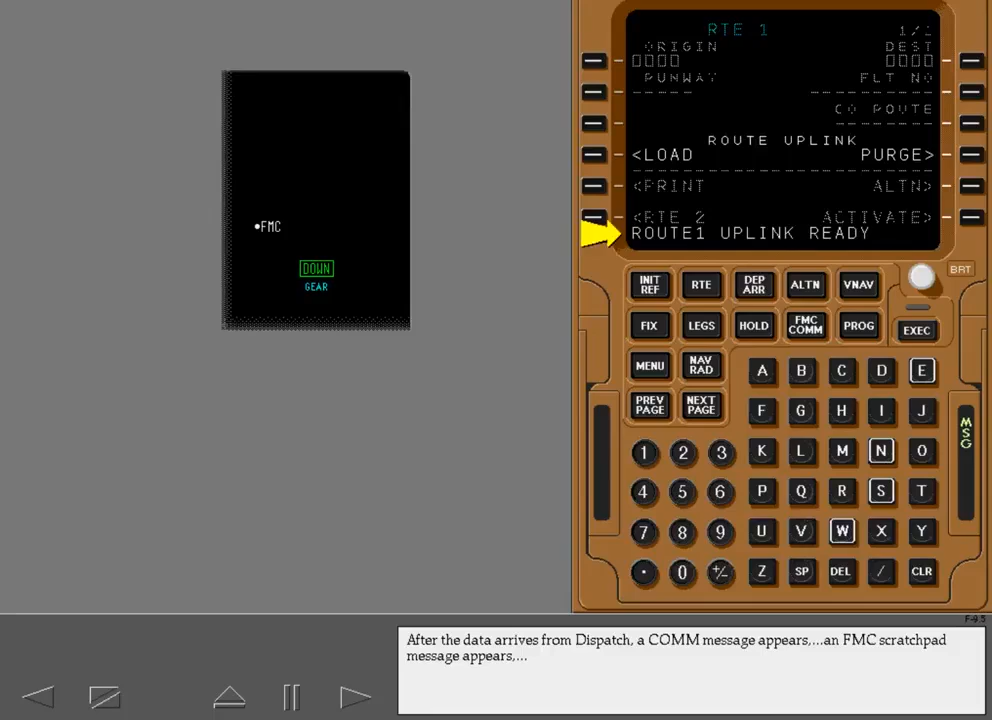 •FMC
DOWN
GEAR
RTE 1 1/1
ORIGIN DEST
RUNWAY FLT NO
CO ROUTE
ROUTE UPLINK
<LOAD PURGE>
<PRINT ALTN>
<RTE 2 ACTIVATE>
ROUTE1 UPLINK READY
BRT
INIT REF RTE DEP ARR ALTN VNAV
FIX LEGS HOLD FMC COMM PROG EXEC
MENU NAV RAD
PREV PAGE NEXT PAGE
A B C D E
F G H I J
K L M N O
P Q R S T
U V W X Y
Z SP DEL / CLR
1 2 3
4 5 6
7 8 9
. 0 +/-
MSG
F-9.5
After the data arrives from Dispatch, a COMM message appears,...an FMC scratchpad
message appears,...